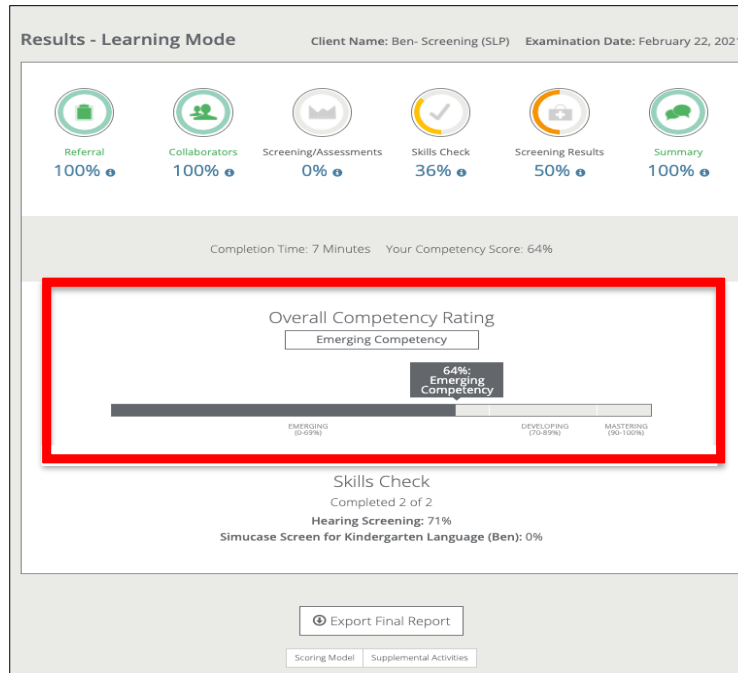 Results - Learning Mode Client Name: Ben- Screening (SLP) Examination Date: February 22, 2021
Referral Collaborators Screening/Assessments Skills Check Screening Results Summary
100% 100% 0% 36% 50% 100%
Completion Time: 7 Minutes Your Competency Score: 64%
Overall Competency Rating
Emerging Competency
64%:
Emerging
Competency
EMERGING DEVELOPING MASTERING
(0-69%) (70-89%) (90-100%)
Skills Check
Completed 2 of 2
Hearing Screening: 71%
Simucase Screen for Kindergarten Language (Ben): 0%
Export Final Report
Scoring Model Supplemental Activities